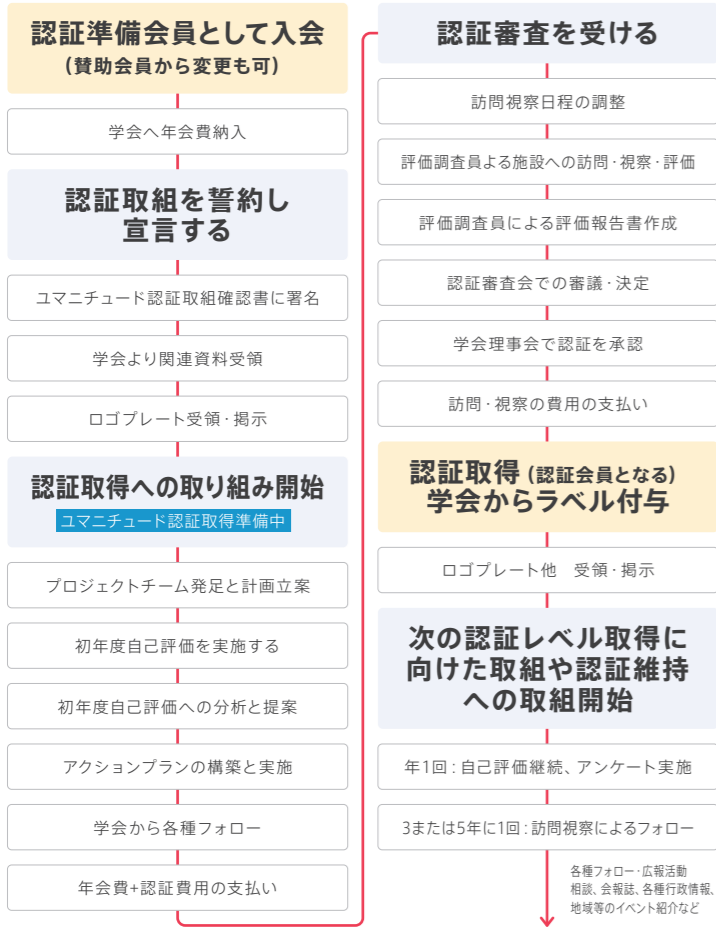 認証準備会員として入会
(賛助会員から変更も可)
学会へ年会費納入
認証取組を誓約し
宣言する
ユマニチュード認証取組確認書に署名
学会より関連資料受領
ロゴプレート受領・掲示
認証取得への取り組み開始
ユマニチュード認証取得準備中
プロジェクトチーム発足と計画立案
初年度自己評価を実施する
初年度自己評価への分析と提案
アクションプランの構築と実施
学会から各種フォロー
年会費+認証費用の支払い
認証審査を受ける
訪問視察日程の調整
評価調査員よる施設への訪問・視察・評価
評価調査員による評価報告書作成
認証審査会での審議・決定
学会理事会で認証を承認
訪問・視察の費用の支払い
認証取得(認証会員となる)
学会からラベル付与
ロゴプレート他　受領・掲示
次の認証レベル取得に
向けた取組や認証維持
への取組開始
年1回:自己評価継続、アンケート実施
3または5年に1回:訪問視察によるフォロー
各種フォロー・広報活動
相談、会報誌、各種行政情報、
地域等のイベント紹介など